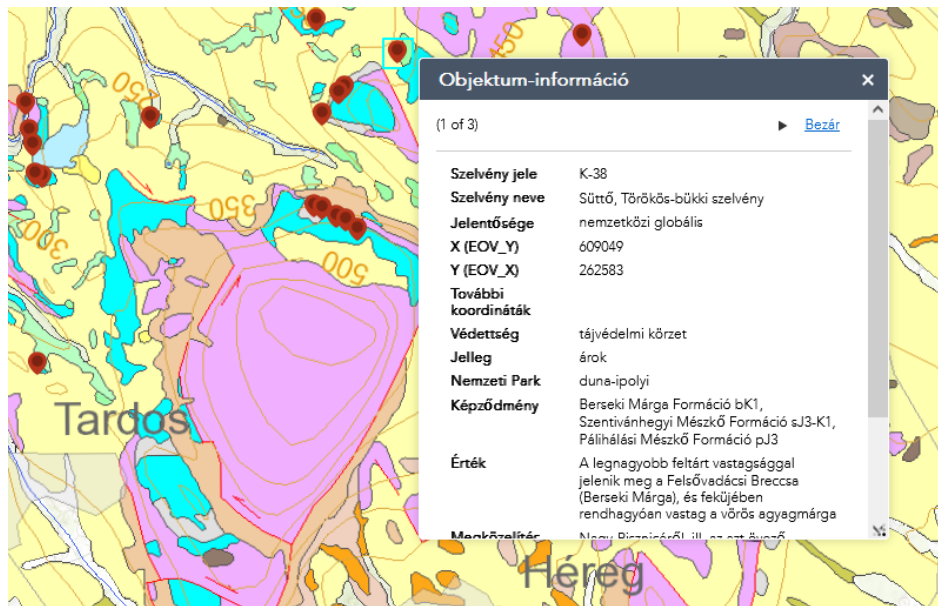 450
250
350
300
500
Tardos
Héreg
Objektum-információ
×
(1 of 3)
Bezár
Szelvény jele K-38
Szelvény neve Süttő, Törökös-bükki szelvény
Jelentősége nemzetközi globális
X (EOV_Y) 609049
Y (EOV_X) 262583
További
koordináták
Védettség tájvédelmi körzet
Jelleg árok
Nemzeti Park duna-ipolyi
Képződmény Berseki Márga Formáció bK1,
Szentivánhegyi Mészkő Formáció sJ3-K1,
Pálihálási Mészkő Formáció pJ3
Érték A legnagyobb feltárt vastagsággal
jelenik meg a Felsővadácsi Breccsa
(Berseki Márga), és feküjében
rendhagyóan vastag a vörös agyagmárga
Megközelítés